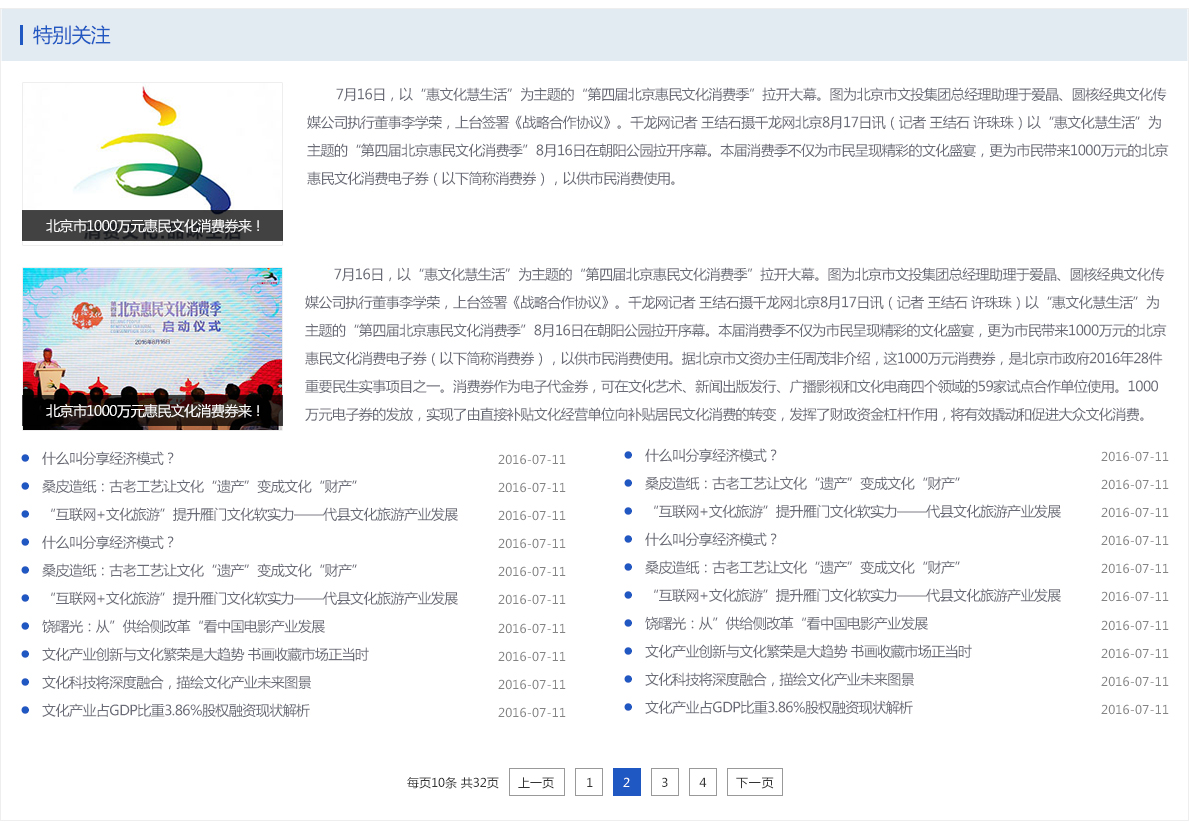 特别关注
北京市1000万元惠民文化消费券来！
7月16日，以“惠文化慧生活”为主题的“第四届北京惠民文化消费季”拉开大幕。图为北京市文投集团总经理助理于爱晶、圆核经典文化传
媒公司执行董事李学荣，上台签署《战略合作协议》。千龙网记者 王结石摄千龙网北京8月17日讯（记者 王结石 许珠珠）以“惠文化慧生活”为
主题的“第四届北京惠民文化消费季”8月16日在朝阳公园拉开序幕。本届消费季不仅为市民呈现精彩的文化盛宴，更为市民带来1000万元的北京
惠民文化消费电子券（以下简称消费券），以供市民消费使用。
北京惠民文化消费季
启动仪式
2016年8月16日
北京市1000万元惠民文化消费券来！
7月16日，以“惠文化慧生活”为主题的“第四届北京惠民文化消费季”拉开大幕。图为北京市文投集团总经理助理于爱晶、圆核经典文化传
媒公司执行董事李学荣，上台签署《战略合作协议》。千龙网记者 王结石摄千龙网北京8月17日讯（记者 王结石 许珠珠）以“惠文化慧生活”为
主题的“第四届北京惠民文化消费季”8月16日在朝阳公园拉开序幕。本届消费季不仅为市民呈现精彩的文化盛宴，更为市民带来1000万元的北京
惠民文化消费电子券（以下简称消费券），以供市民消费使用。据北京市文资办主任周茂非介绍，这1000万元消费券，是北京市政府2016年28件
重要民生实事项目之一。消费券作为电子代金券，可在文化艺术、新闻出版发行、广播影视和文化电商四个领域的59家试点合作单位使用。1000
万元电子券的发放，实现了由直接补贴文化经营单位向补贴居民文化消费的转变，发挥了财政资金杠杆作用，将有效撬动和促进大众文化消费。
什么叫分享经济模式？ 2016-07-11
桑皮造纸：古老工艺让文化“遗产”变成文化“财产” 2016-07-11
“互联网+文化旅游”提升雁门文化软实力——代县文化旅游产业发展 2016-07-11
什么叫分享经济模式？ 2016-07-11
桑皮造纸：古老工艺让文化“遗产”变成文化“财产” 2016-07-11
“互联网+文化旅游”提升雁门文化软实力——代县文化旅游产业发展 2016-07-11
饶曙光：从”供给侧改革“看中国电影产业发展 2016-07-11
文化产业创新与文化繁荣是大趋势 书画收藏市场正当时 2016-07-11
文化科技将深度融合，描绘文化产业未来图景 2016-07-11
文化产业占GDP比重3.86%股权融资现状解析 2016-07-11
什么叫分享经济模式？ 2016-07-11
桑皮造纸：古老工艺让文化“遗产”变成文化“财产” 2016-07-11
“互联网+文化旅游”提升雁门文化软实力——代县文化旅游产业发展 2016-07-11
什么叫分享经济模式？ 2016-07-11
桑皮造纸：古老工艺让文化“遗产”变成文化“财产” 2016-07-11
“互联网+文化旅游”提升雁门文化软实力——代县文化旅游产业发展 2016-07-11
饶曙光：从”供给侧改革“看中国电影产业发展 2016-07-11
文化产业创新与文化繁荣是大趋势 书画收藏市场正当时 2016-07-11
文化科技将深度融合，描绘文化产业未来图景 2016-07-11
文化产业占GDP比重3.86%股权融资现状解析 2016-07-11
每页10条 共32页 上一页 1 2 3 4 下一页